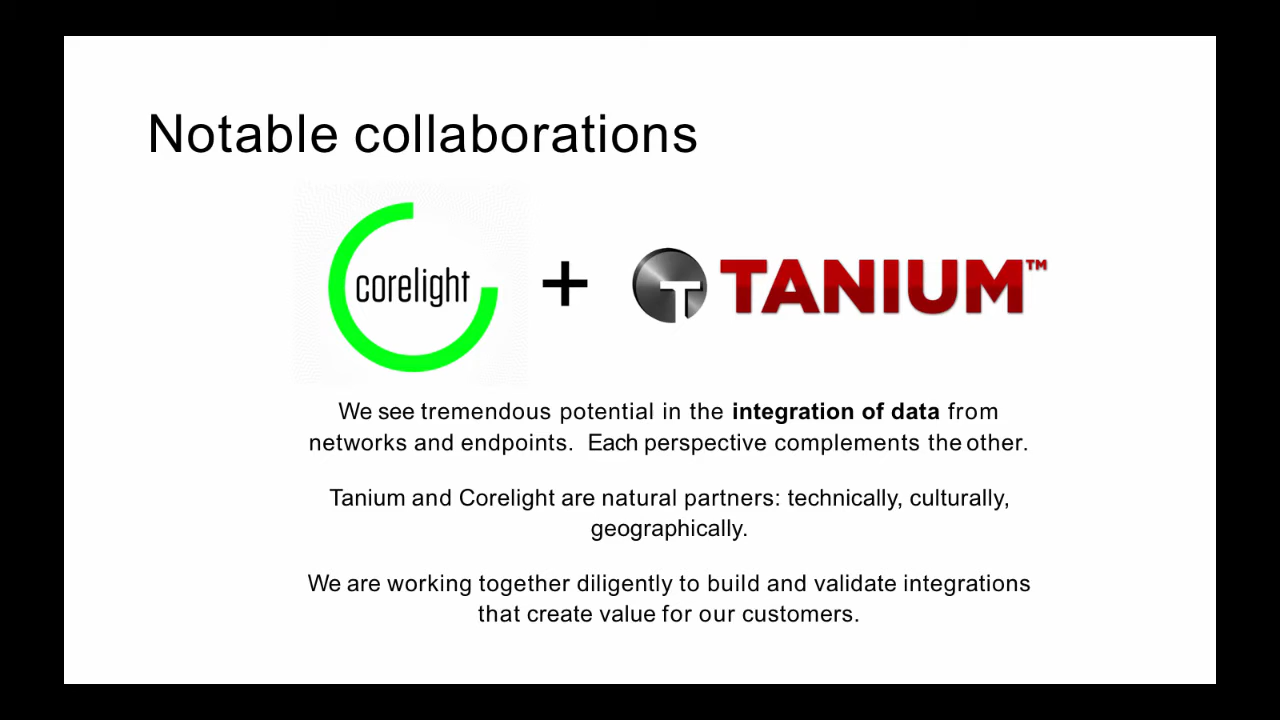 Notable collaborations
corelight + T TANIUM™
We see tremendous potential in the integration of data from
networks and endpoints. Each perspective complements the other.
Tanium and Corelight are natural partners: technically, culturally,
geographically.
We are working together diligently to build and validate integrations
that create value for our customers.